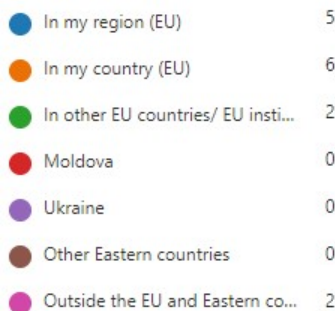 In my region (EU) 5
In my country (EU) 6
In other EU countries/ EU insti... 2
Moldova 0
Ukraine 0
Other Eastern countries 0
Outside the EU and Eastern co... 2